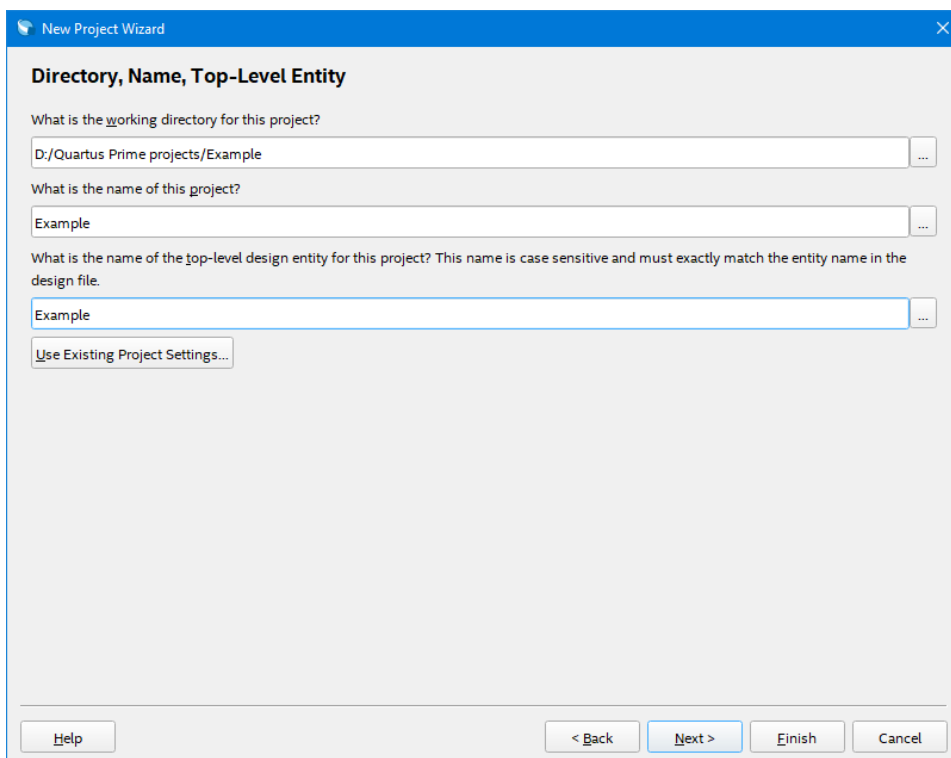 New Project Wizard
Directory, Name, Top-Level Entity
What is the working directory for this project?
D:/Quartus Prime projects/Example
...
What is the name of this project?
Example
...
What is the name of the top-level design entity for this project? This name is case sensitive and must exactly match the entity name in the
design file.
Example
...
Use Existing Project Settings...
Help
< Back
Next >
Finish
Cancel